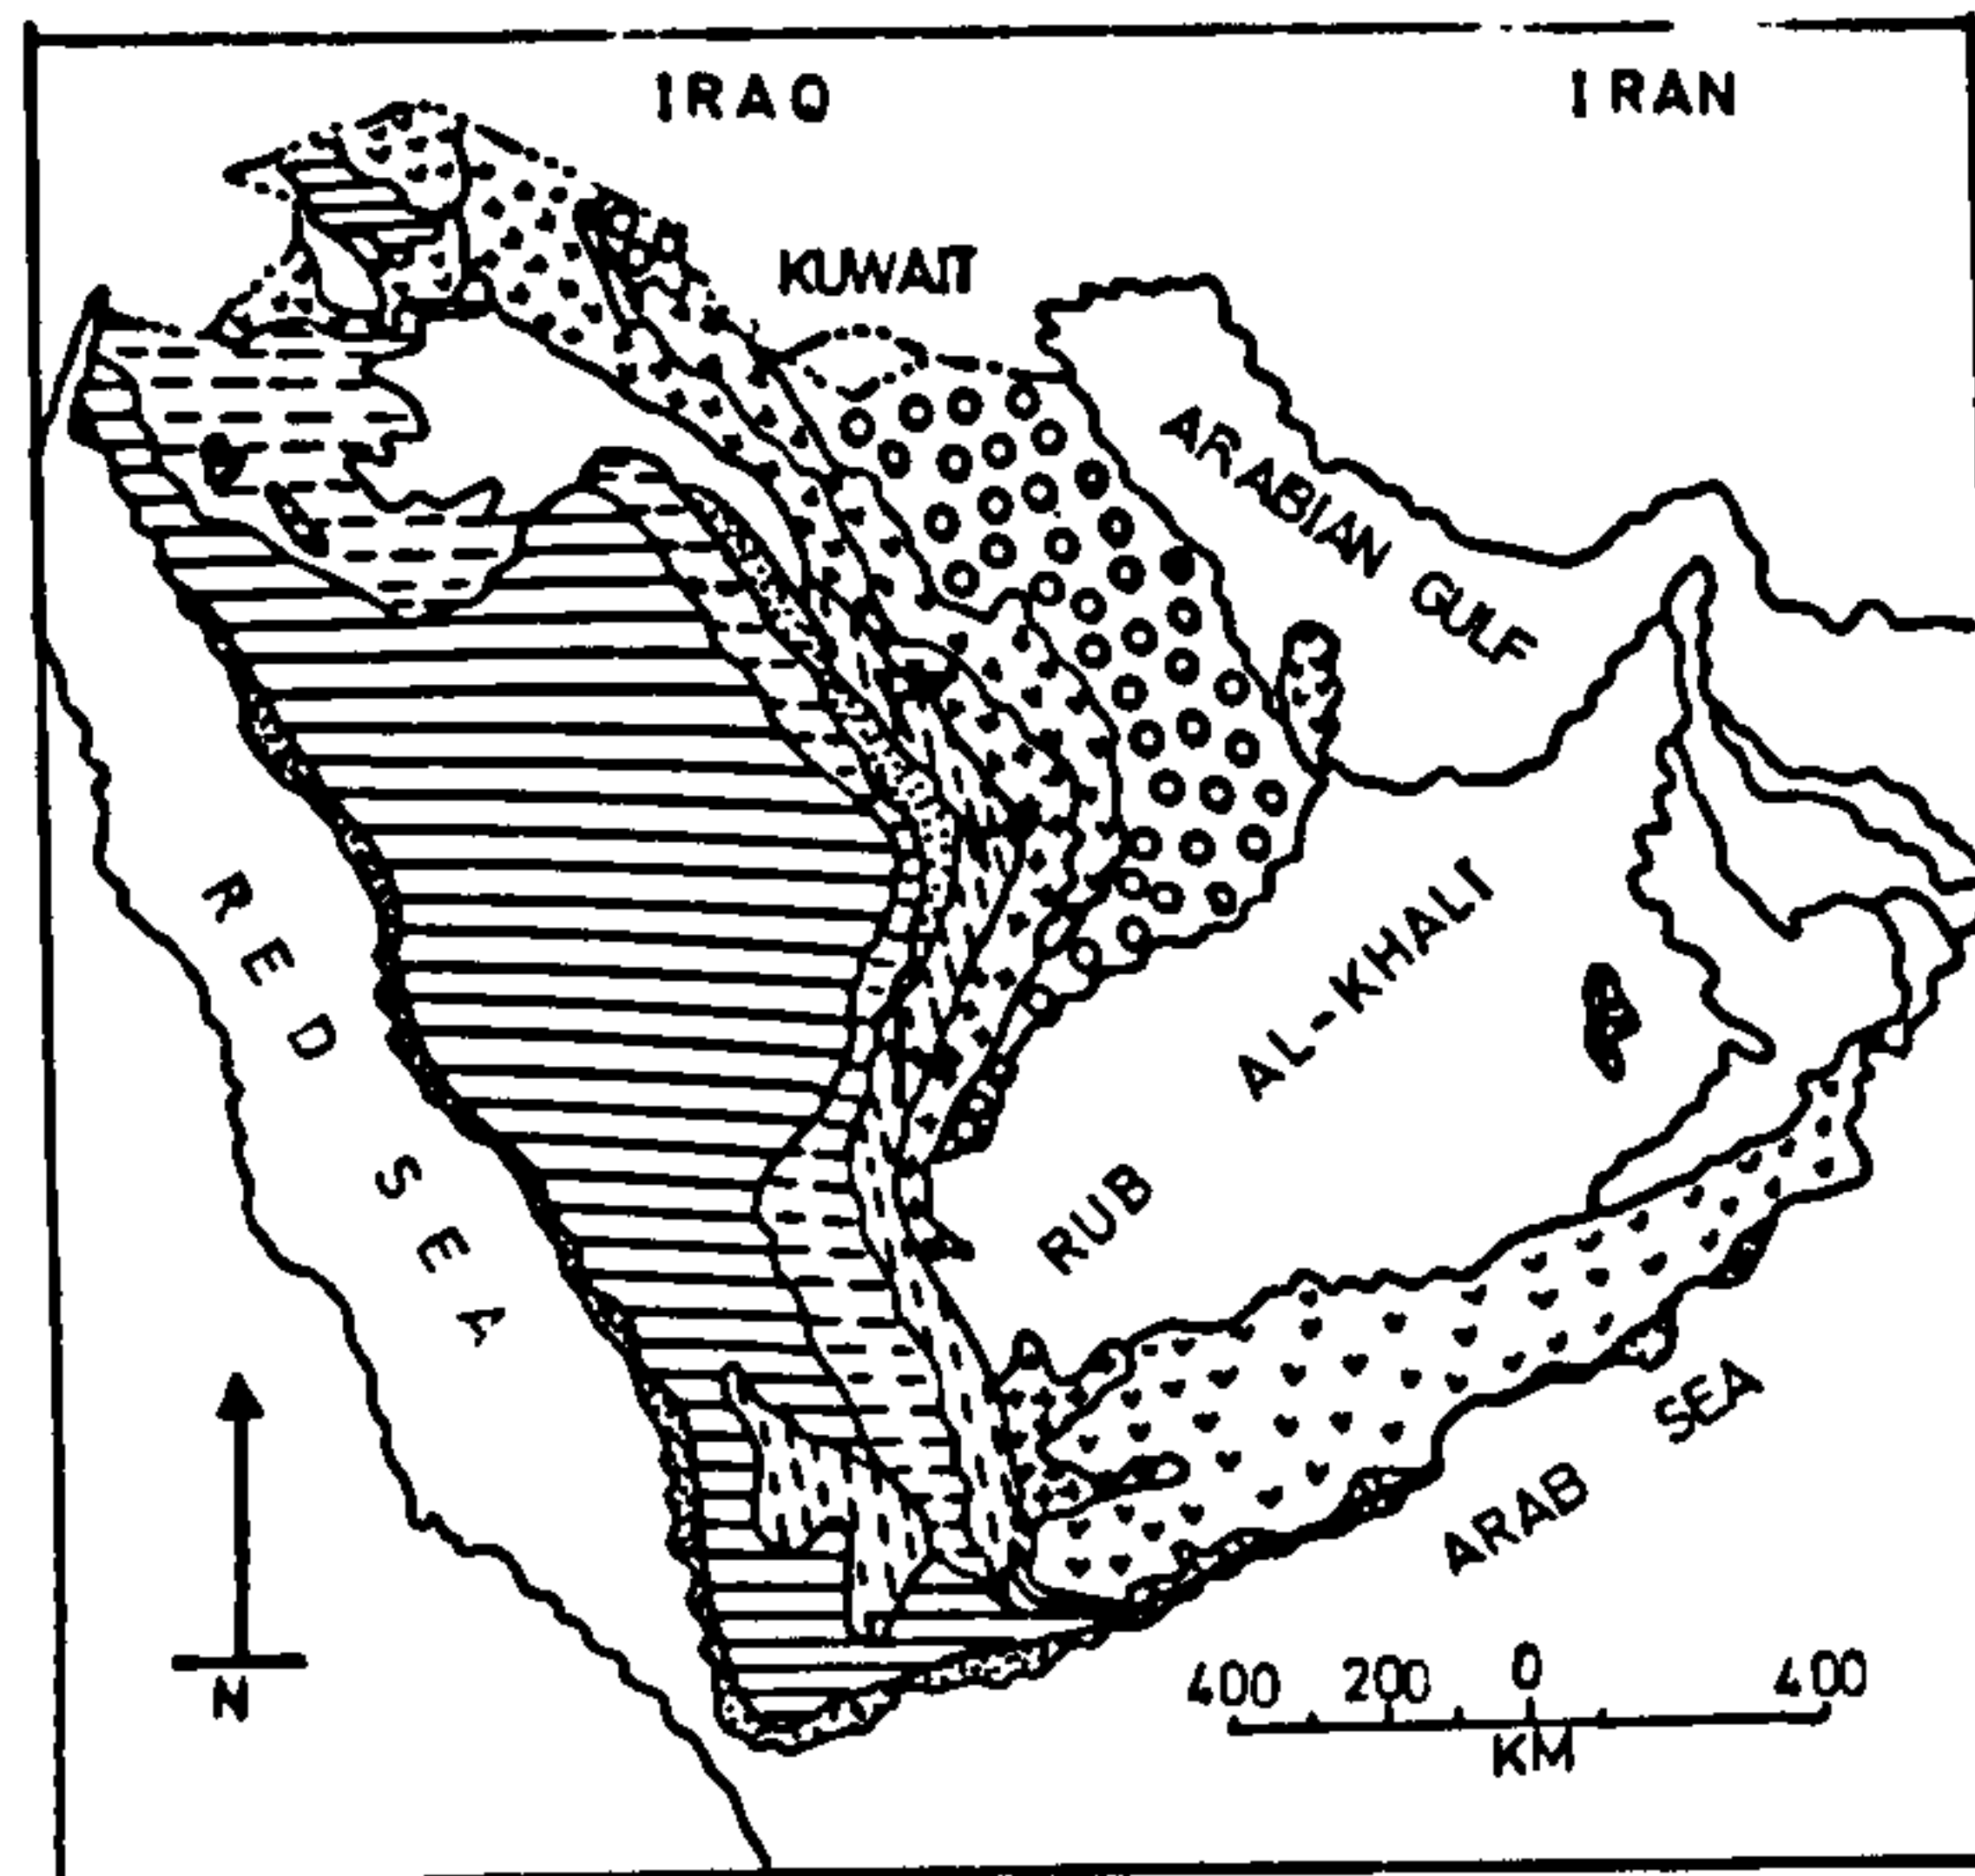 IRAQ
IRAN
KUWAIT
ARABIAN GULF
RED SEA
RUB AL-KHALI
ARAB SEA
N
400 200 0 400
KM